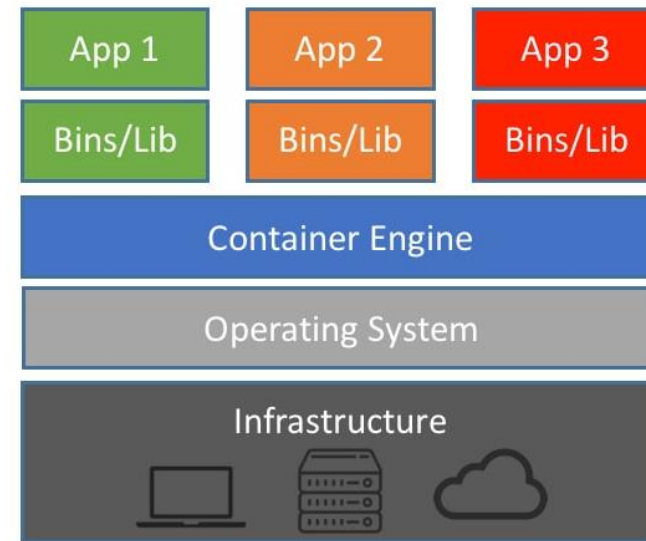 App 1
App 2
App 3
Bins/Lib
Bins/Lib
Bins/Lib
Container Engine
Operating System
Infrastructure